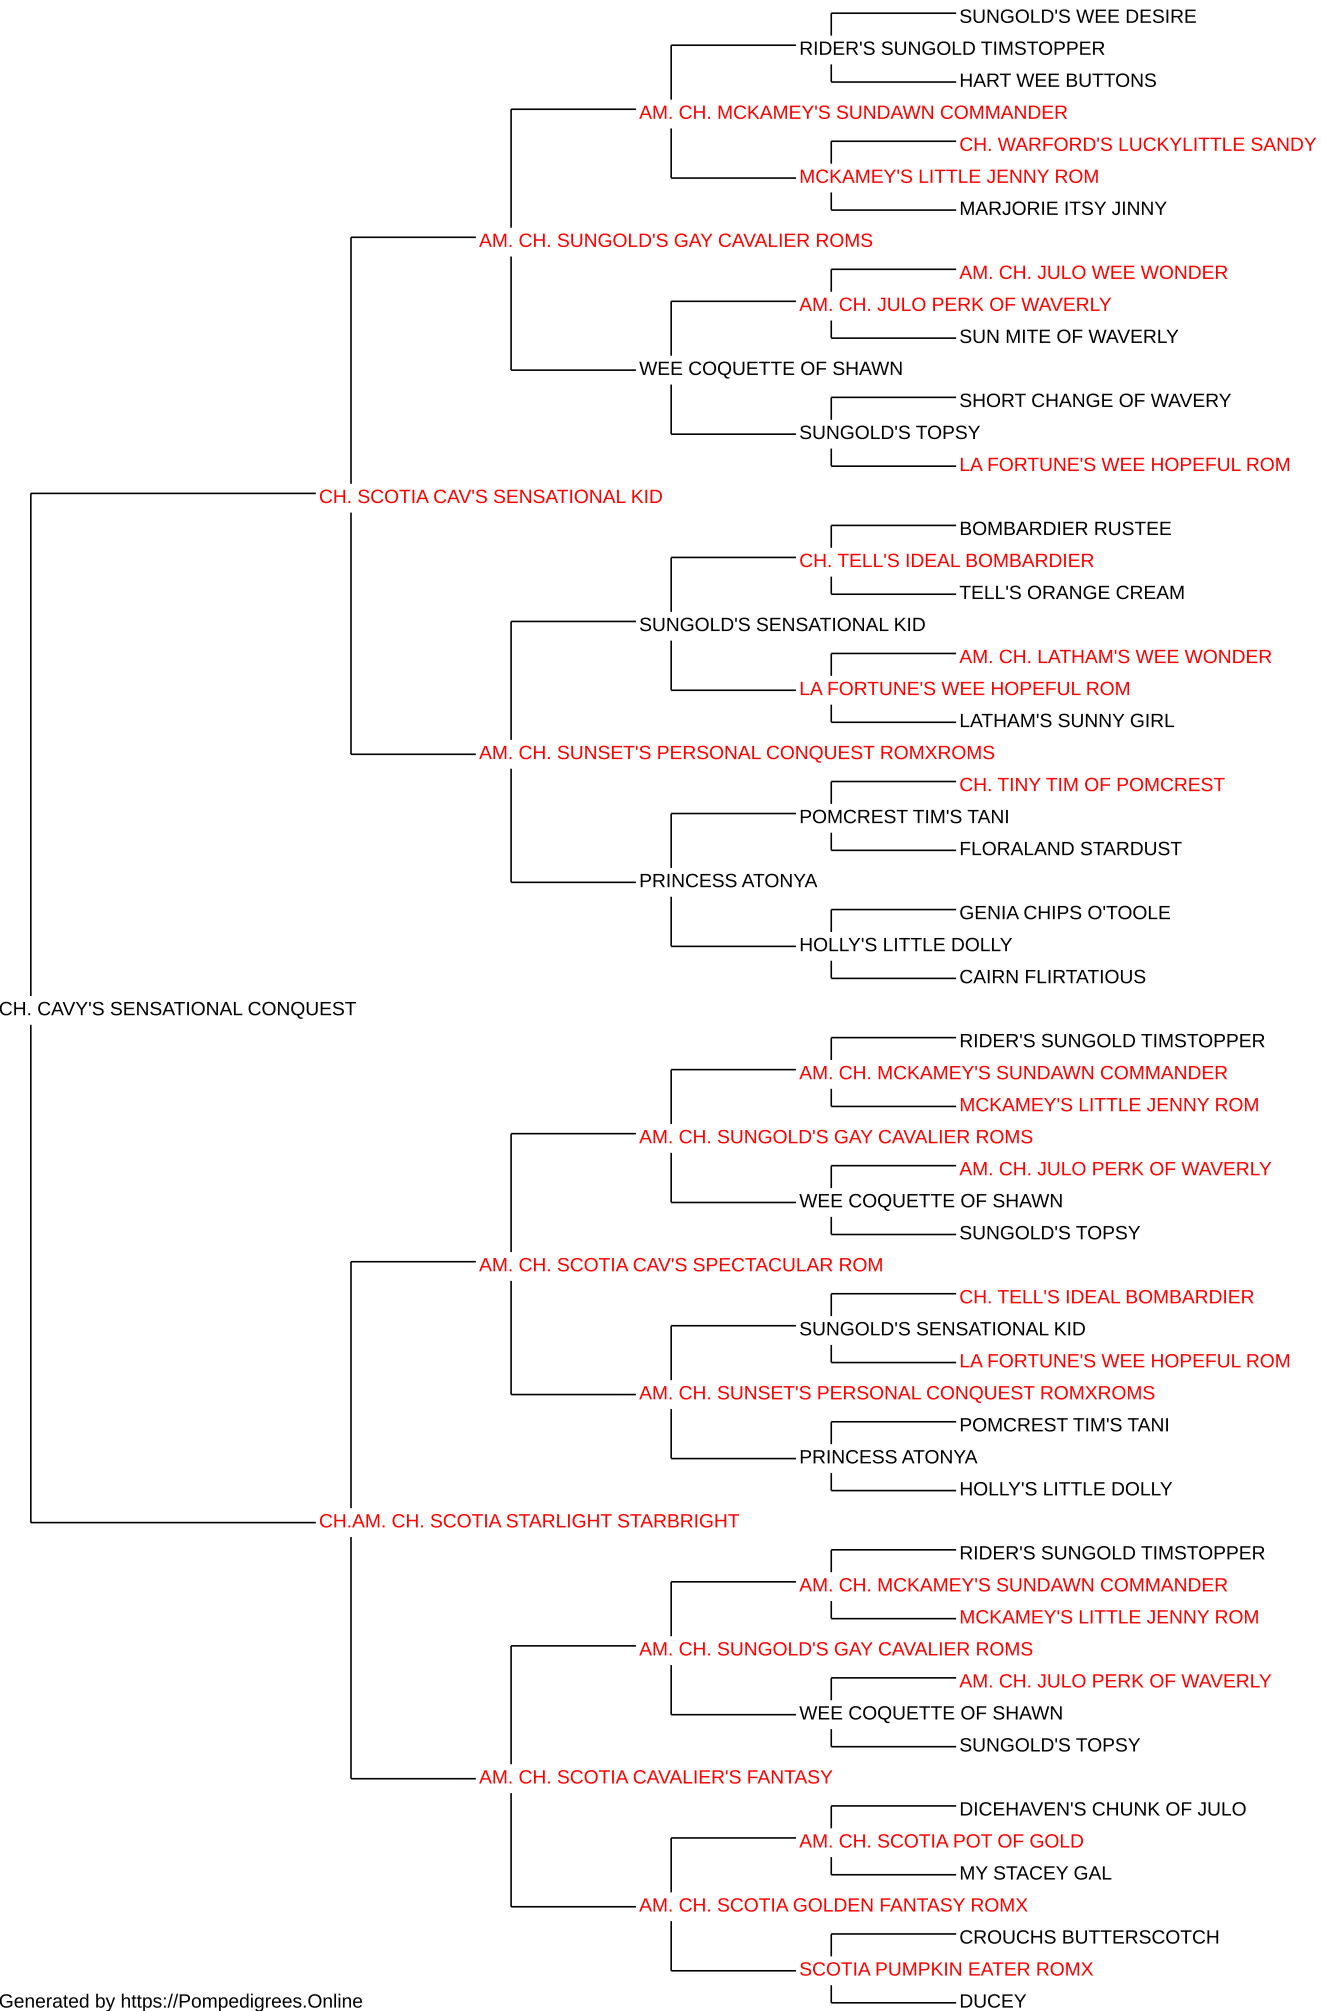 SUNGOLD'S WEE DESIRE
RIDER'S SUNGOLD TIMSTOPPER
HART WEE BUTTONS
AM. CH. MCKAMEY'S SUNDAWN COMMANDER
CH. WARFORD'S LUCKYLITTLE SANDY
MCKAMEY'S LITTLE JENNY ROM
MARJORIE ITSY JINNY
AM. CH. SUNGOLD'S GAY CAVALIER ROMS
AM. CH. JULO WEE WONDER
AM. CH. JULO PERK OF WAVERLY
SUN MITE OF WAVERLY
WEE COQUETTE OF SHAWN
SHORT CHANGE OF WAVERY
SUNGOLD'S TOPSY
LA FORTUNE'S WEE HOPEFUL ROM
CH. SCOTIA CAV'S SENSATIONAL KID
BOMBARDIER RUSTEE
CH. TELL'S IDEAL BOMBARDIER
TELL'S ORANGE CREAM
SUNGOLD'S SENSATIONAL KID
AM. CH. LATHAM'S WEE WONDER
LA FORTUNE'S WEE HOPEFUL ROM
LATHAM'S SUNNY GIRL
AM. CH. SUNSET'S PERSONAL CONQUEST ROMXROMS
CH. TINY TIM OF POMCREST
POMCREST TIM'S TANI
FLORALAND STARDUST
PRINCESS ATONYA
GENIA CHIPS O'TOOLE
HOLLY'S LITTLE DOLLY
CAIRN FLIRTATIOUS
CH. CAVY'S SENSATIONAL CONQUEST
RIDER'S SUNGOLD TIMSTOPPER
AM. CH. MCKAMEY'S SUNDAWN COMMANDER
MCKAMEY'S LITTLE JENNY ROM
AM. CH. SUNGOLD'S GAY CAVALIER ROMS
AM. CH. JULO PERK OF WAVERLY
WEE COQUETTE OF SHAWN
SUNGOLD'S TOPSY
AM. CH. SCOTIA CAV'S SPECTACULAR ROM
CH. TELL'S IDEAL BOMBARDIER
SUNGOLD'S SENSATIONAL KID
LA FORTUNE'S WEE HOPEFUL ROM
AM. CH. SUNSET'S PERSONAL CONQUEST ROMXROMS
POMCREST TIM'S TANI
PRINCESS ATONYA
HOLLY'S LITTLE DOLLY
CH.AM. CH. SCOTIA STARLIGHT STARBRIGHT
RIDER'S SUNGOLD TIMSTOPPER
AM. CH. MCKAMEY'S SUNDAWN COMMANDER
MCKAMEY'S LITTLE JENNY ROM
AM. CH. SUNGOLD'S GAY CAVALIER ROMS
AM. CH. JULO PERK OF WAVERLY
WEE COQUETTE OF SHAWN
SUNGOLD'S TOPSY
AM. CH. SCOTIA CAVALIER'S FANTASY
DICEHAVEN'S CHUNK OF JULO
AM. CH. SCOTIA POT OF GOLD
MY STACEY GAL
AM. CH. SCOTIA GOLDEN FANTASY ROMX
CROUCHS BUTTERSCOTCH
SCOTIA PUMPKIN EATER ROMX
DUCEY
Generated by https://Pompedigrees.Online